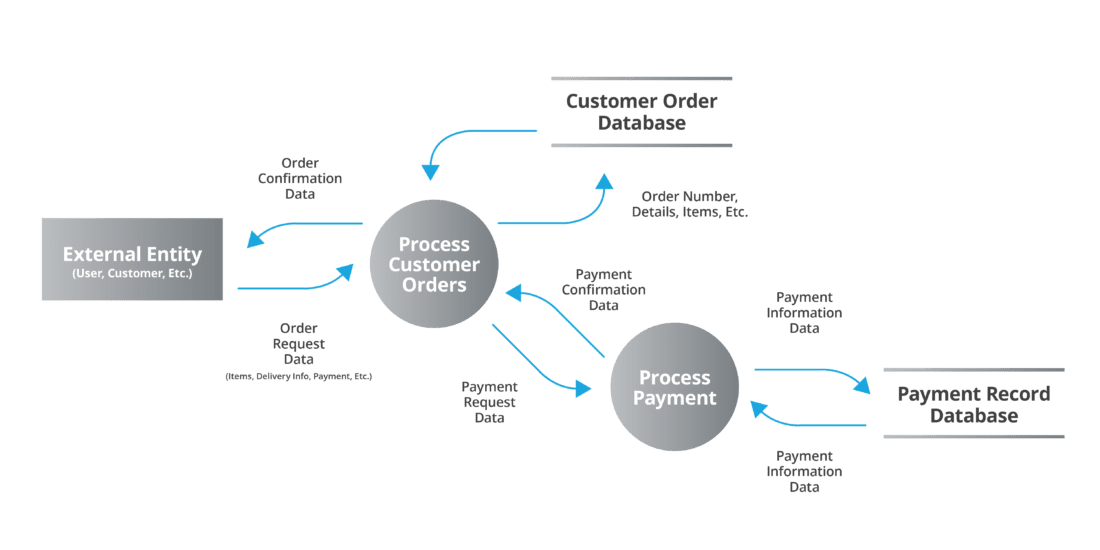 Customer Order
Database
Order
Confirmation
Data
Order Number,
Details, Items, Etc.
External Entity
(User, Customer, Etc.)
Process
Customer
Orders
Payment
Confirmation
Data
Payment
Information
Data
Order
Request
Data
(Items, Delivery Info, Payment, Etc.)
Payment
Request
Data
Process
Payment
Payment Record
Database
Payment
Information
Data